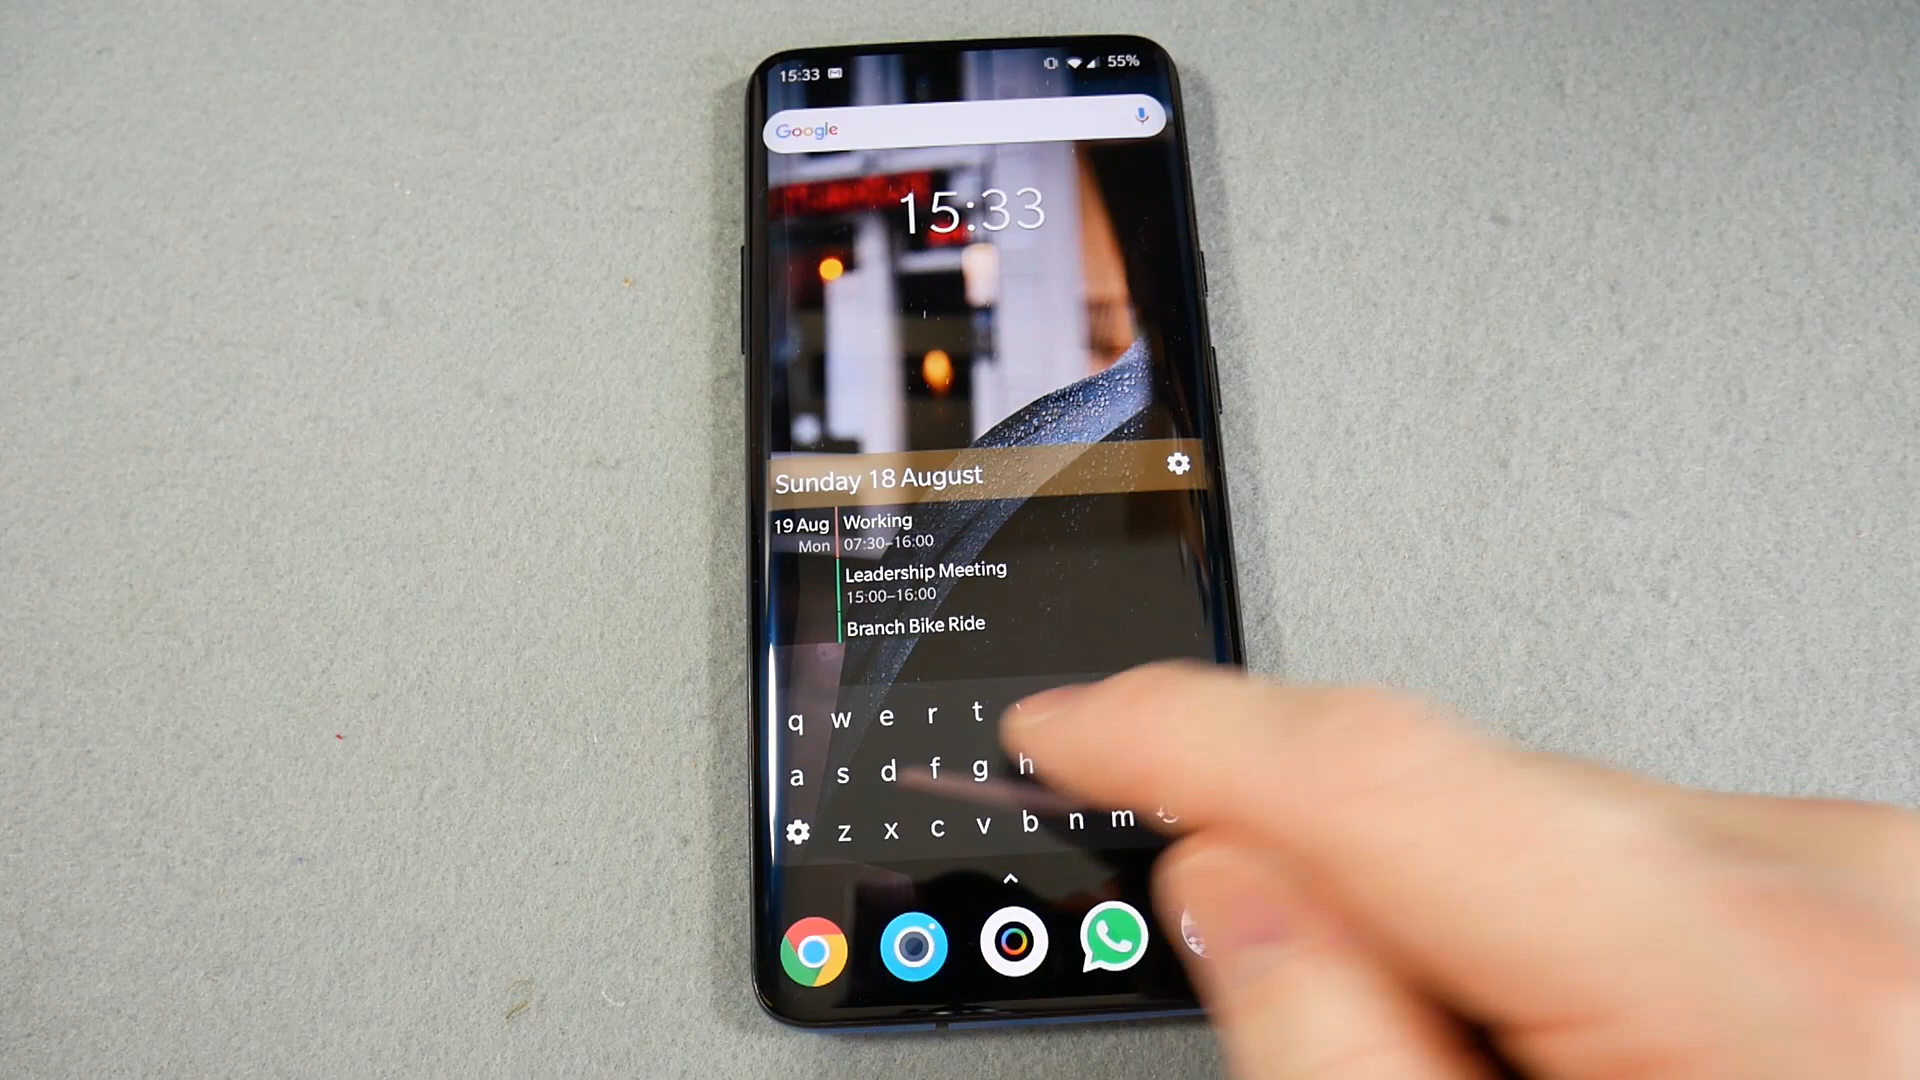 15:33 55%
Google
15:33
Sunday 18 August
19 Aug Working
Mon 07:30–16:00
Leadership Meeting
15:00–16:00
Branch Bike Ride
q w e r t
a s d f g h
z x c v b n m